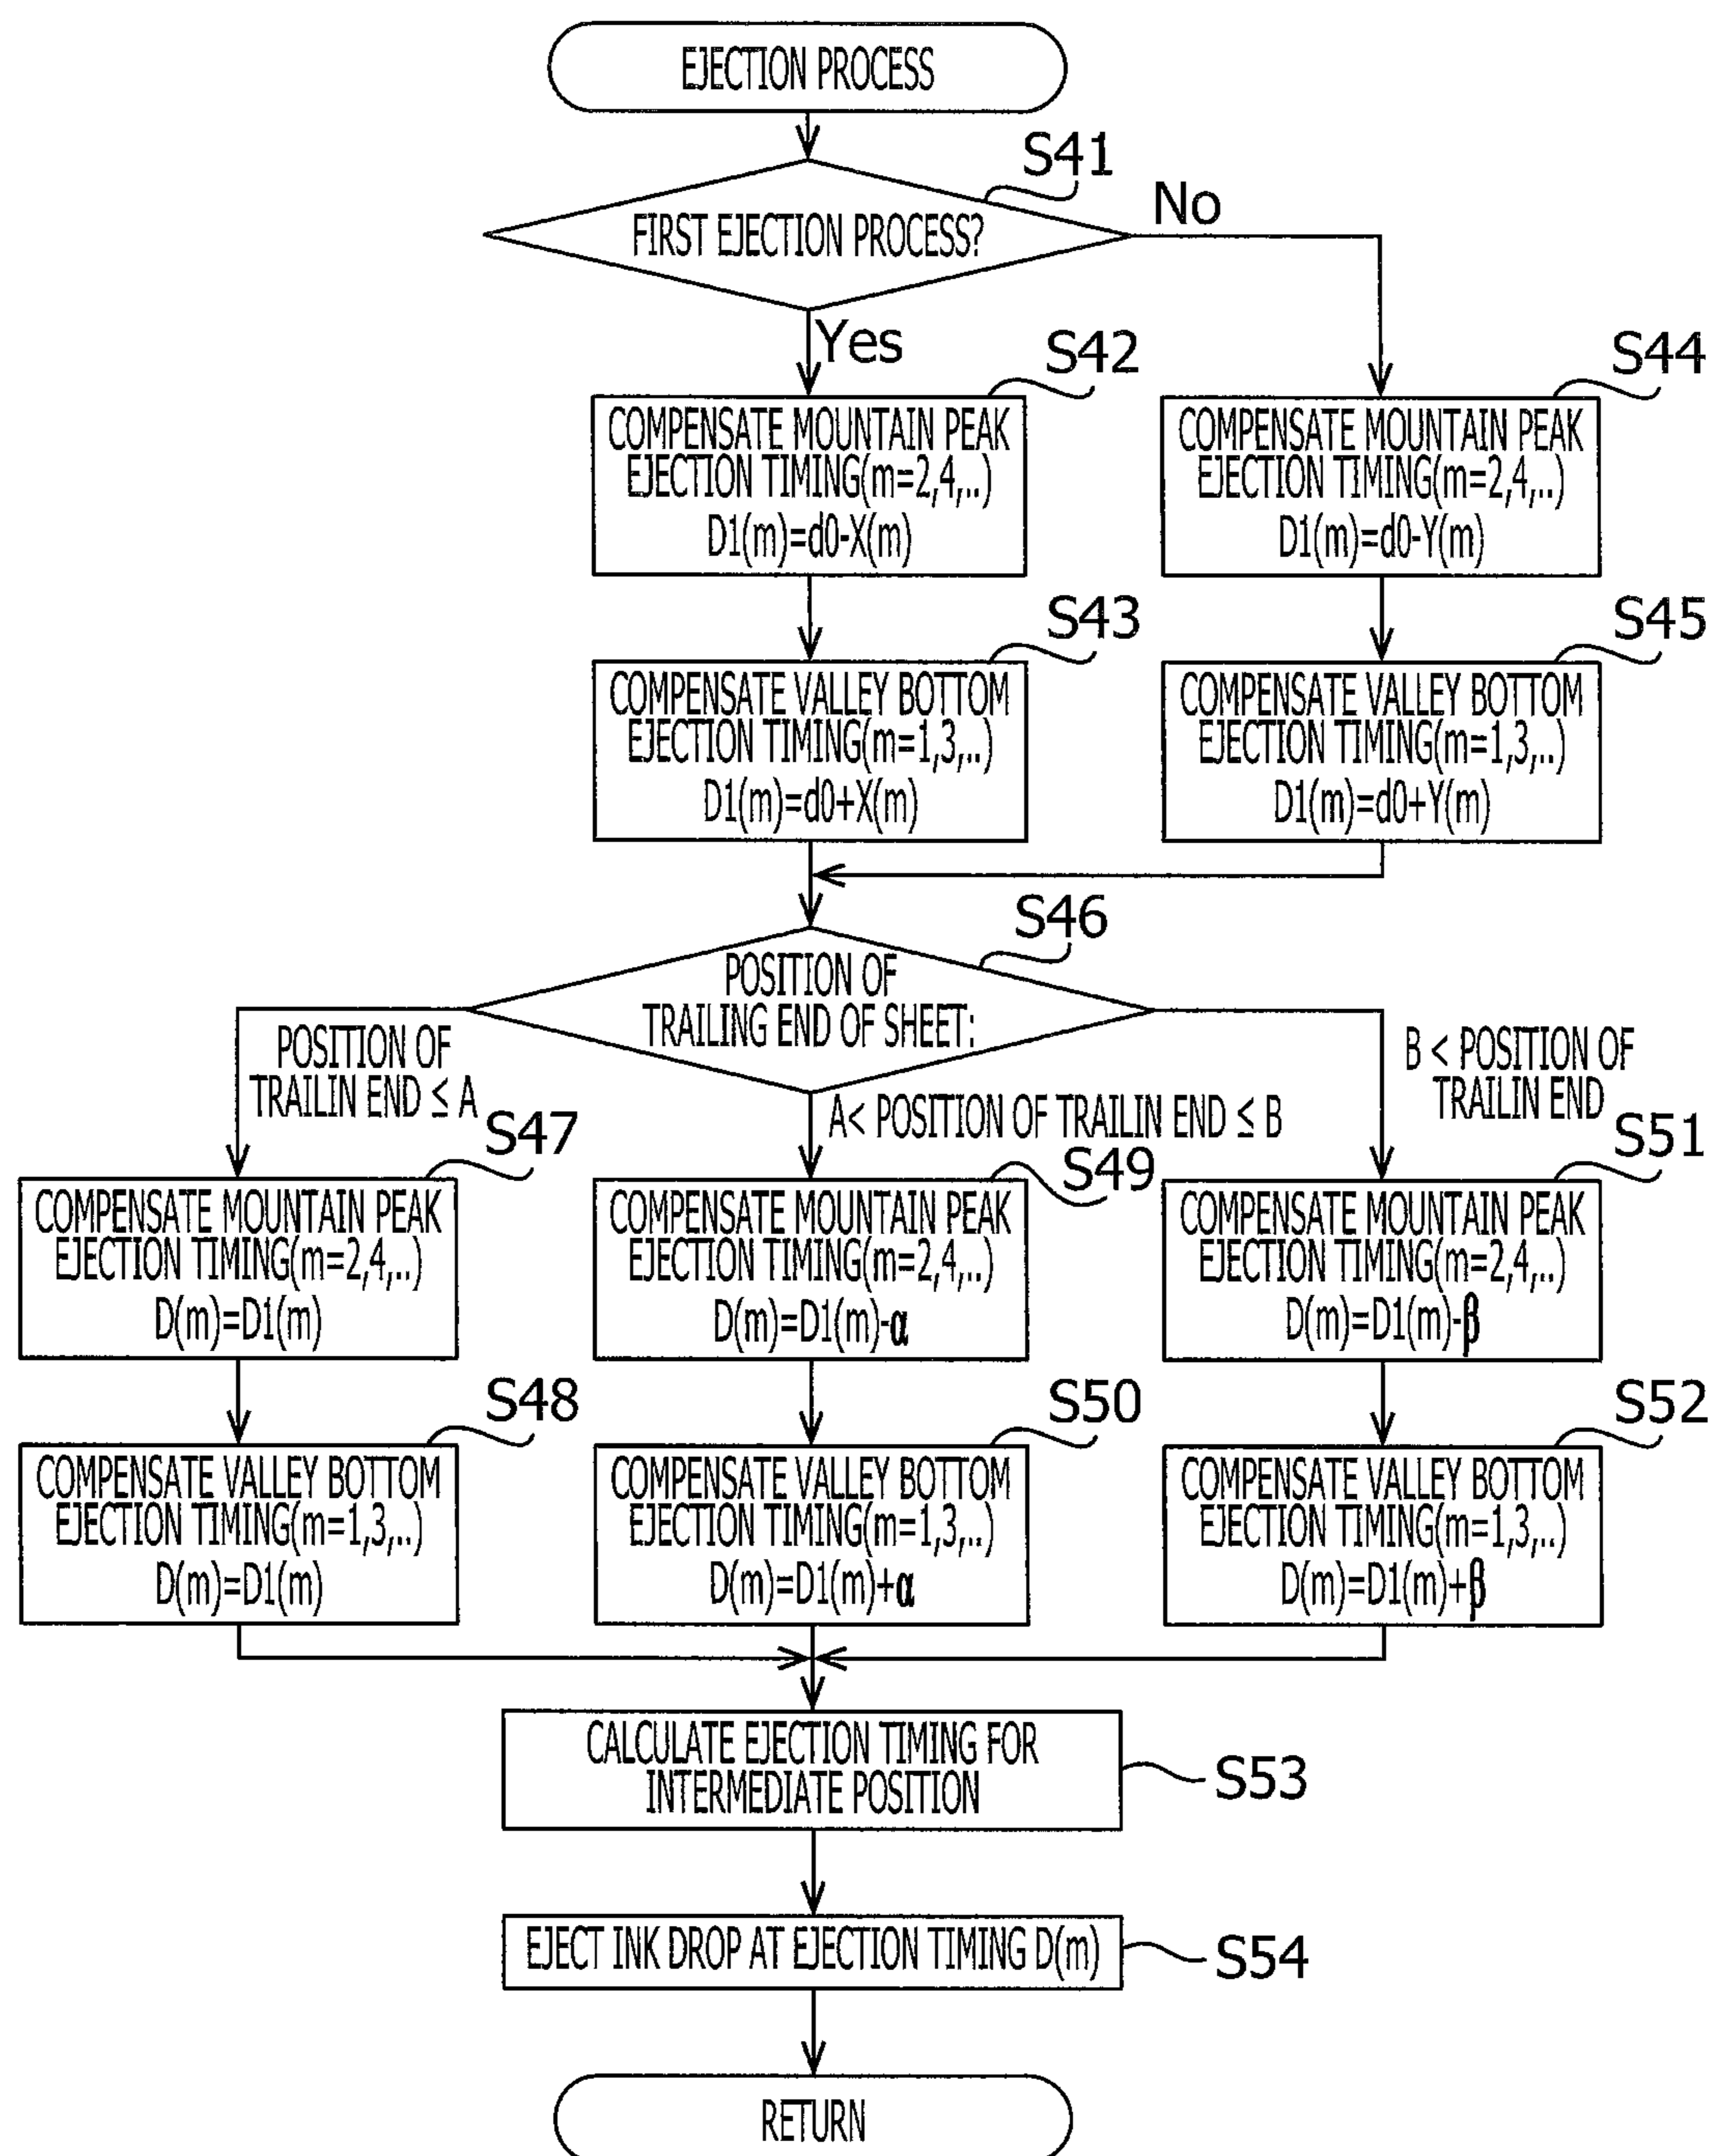 EJECTION PROCESS
S41
FIRST EJECTION PROCESS?
No
Yes
S42
COMPENSATE MOUNTAIN PEAK
EJECTION TIMING(m=2,4,..)
D1(m)=d0-X(m)
S44
COMPENSATE MOUNTAIN PEAK
EJECTION TIMING(m=2,4,..)
D1(m)=d0-Y(m)
S43
COMPENSATE VALLEY BOTTOM
EJECTION TIMING(m=1,3,..)
D1(m)=d0+X(m)
S45
COMPENSATE VALLEY BOTTOM
EJECTION TIMING(m=1,3,..)
D1(m)=d0+Y(m)
S46
POSITION OF
TRAILING END OF SHEET:
POSITION OF
TRAILIN END ≤ A
A< POSITION OF TRAILIN END ≤ B
B < POSITION OF
TRAILIN END
S47
COMPENSATE MOUNTAIN PEAK
EJECTION TIMING(m=2,4,..)
D(m)=D1(m)
S49
COMPENSATE MOUNTAIN PEAK
EJECTION TIMING(m=2,4,..)
D(m)=D1(m)-α
S51
COMPENSATE MOUNTAIN PEAK
EJECTION TIMING(m=2,4,..)
D(m)=D1(m)-β
S48
COMPENSATE VALLEY BOTTOM
EJECTION TIMING(m=1,3,..)
D(m)=D1(m)
S50
COMPENSATE VALLEY BOTTOM
EJECTION TIMING(m=1,3,..)
D(m)=D1(m)+α
S52
COMPENSATE VALLEY BOTTOM
EJECTION TIMING(m=1,3,..)
D(m)=D1(m)+β
CALCULATE EJECTION TIMING FOR
INTERMEDIATE POSITION
S53
EJECT INK DROP AT EJECTION TIMING D(m)
S54
RETURN